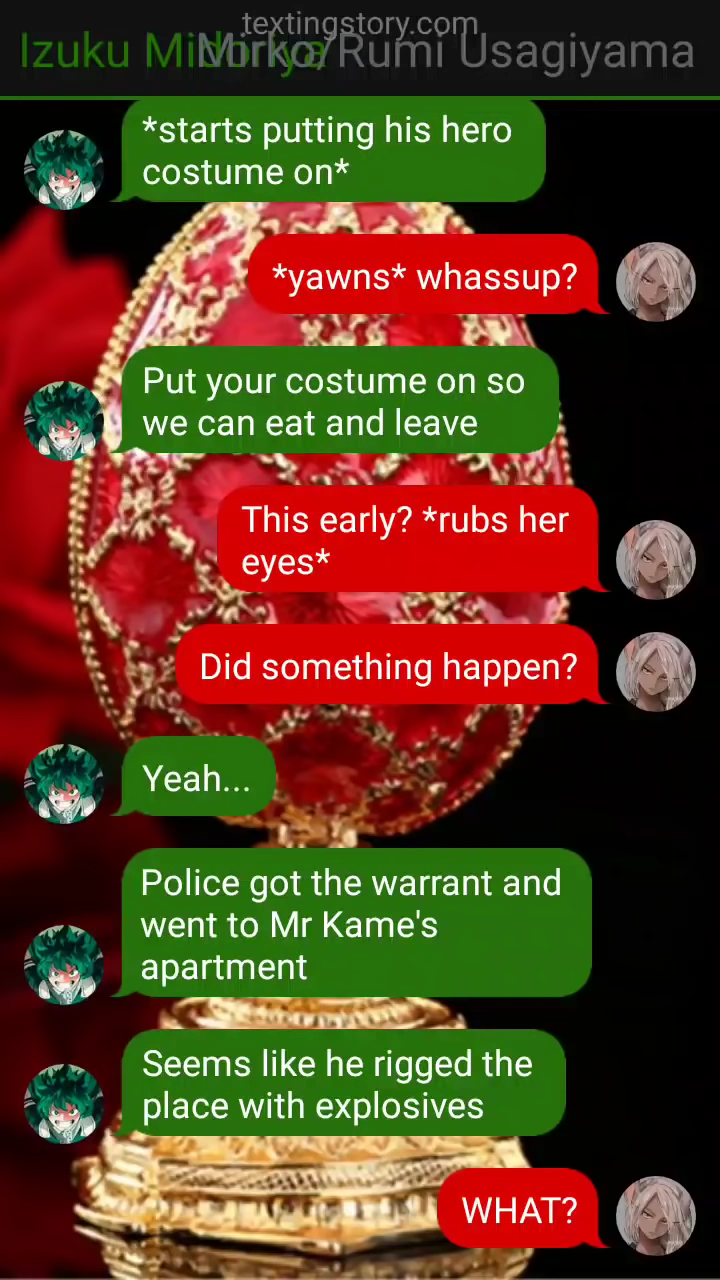 textingstory.com
Izuku Midoriya
Mirko/Rumi Usagiyama
*starts putting his hero
costume on*
*yawns* whassup?
Put your costume on so
we can eat and leave
This early? *rubs her
eyes*
Did something happen?
Yeah...
Police got the warrant and
went to Mr Kame's
apartment
Seems like he rigged the
place with explosives
WHAT?